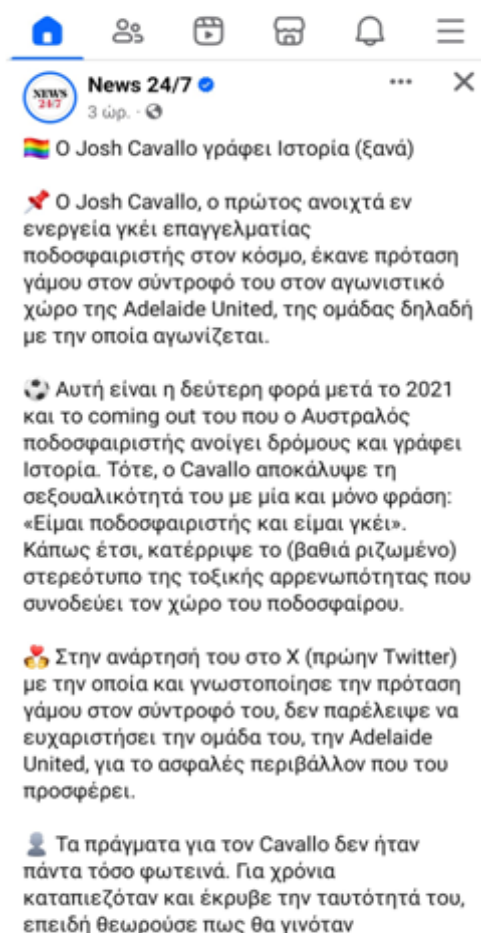 NEWS
24/7
News 24/7
3 ώρ. ·
🏳️‍🌈 Ο Josh Cavallo γράφει Ιστορία (ξανά)
📌 Ο Josh Cavallo, ο πρώτος ανοιχτά εν
ενεργεία γκέι επαγγελματίας
ποδοσφαιριστής στον κόσμο, έκανε πρόταση
γάμου στον σύντροφό του στον αγωνιστικό
χώρο της Adelaide United, της ομάδας δηλαδή
με την οποία αγωνίζεται.
⚽ Αυτή είναι η δεύτερη φορά μετά το 2021
και το coming out του που ο Αυστραλός
ποδοσφαιριστής ανοίγει δρόμους και γράφει
Ιστορία. Τότε, ο Cavallo αποκάλυψε τη
σεξουαλικότητά του με μία και μόνο φράση:
«Είμαι ποδοσφαιριστής και είμαι γκέι».
Κάπως έτσι, κατέρριψε το (βαθιά ριζωμένο)
στερεότυπο της τοξικής αρρενωπότητας που
συνοδεύει τον χώρο του ποδοσφαίρου.
Στην ανάρτησή του στο X (πρώην Twitter)
με την οποία και γνωστοποίησε την πρόταση
γάμου στον σύντροφό του, δεν παρέλειψε να
ευχαριστήσει την ομάδα του, την Adelaide
United, για το ασφαλές περιβάλλον που του
προσφέρει.
👤 Τα πράγματα για τον Cavallo δεν ήταν
πάντα τόσο φωτεινά. Για χρόνια
καταπιεζόταν και έκρυβε την ταυτότητά του,
επειδή θεωρούσε πως θα γινόταν